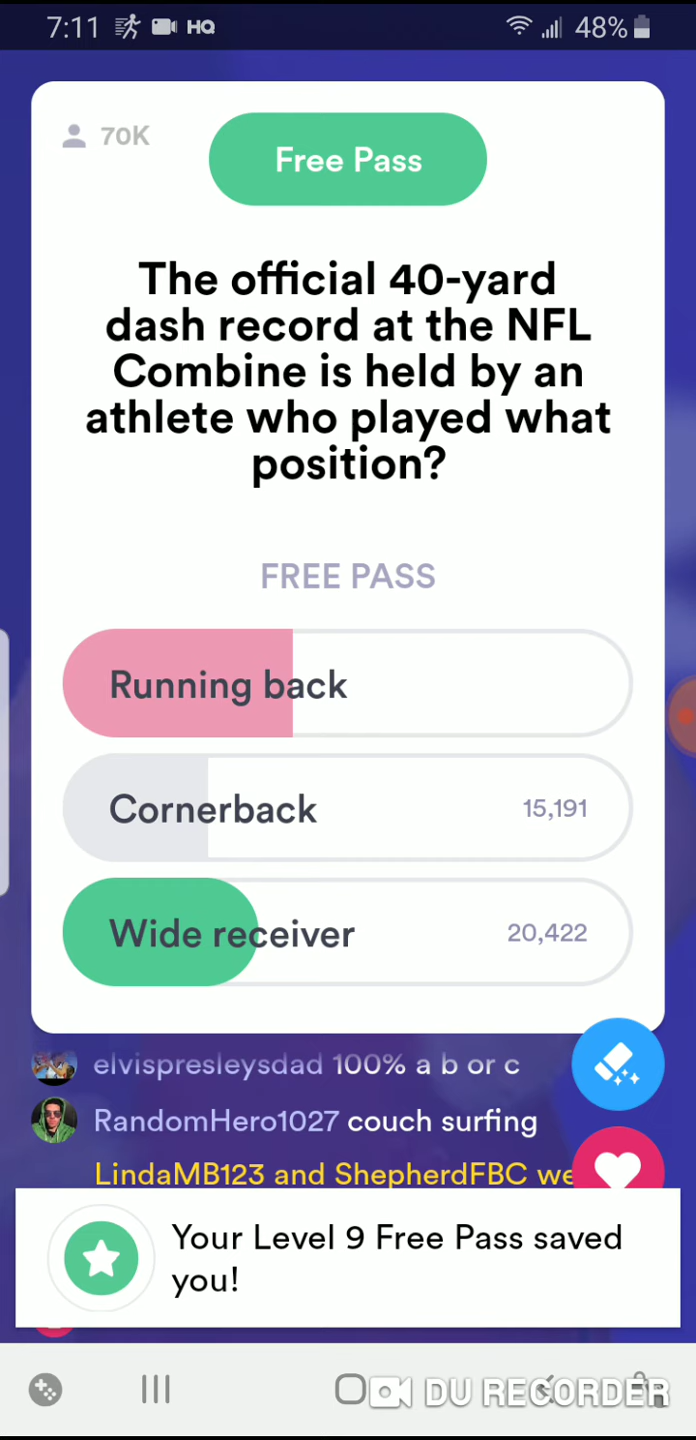 7:11 HQ 48%
70K
Free Pass
The official 40-yard
dash record at the NFL
Combine is held by an
athlete who played what
position?
FREE PASS
Running back
Cornerback 15,191
Wide receiver 20,422
elvispresleysdad 100% a b or c
RandomHero1027 couch surfing
LindaMB123 and ShepherdFBC we
Your Level 9 Free Pass saved
you!
DU RECORDER